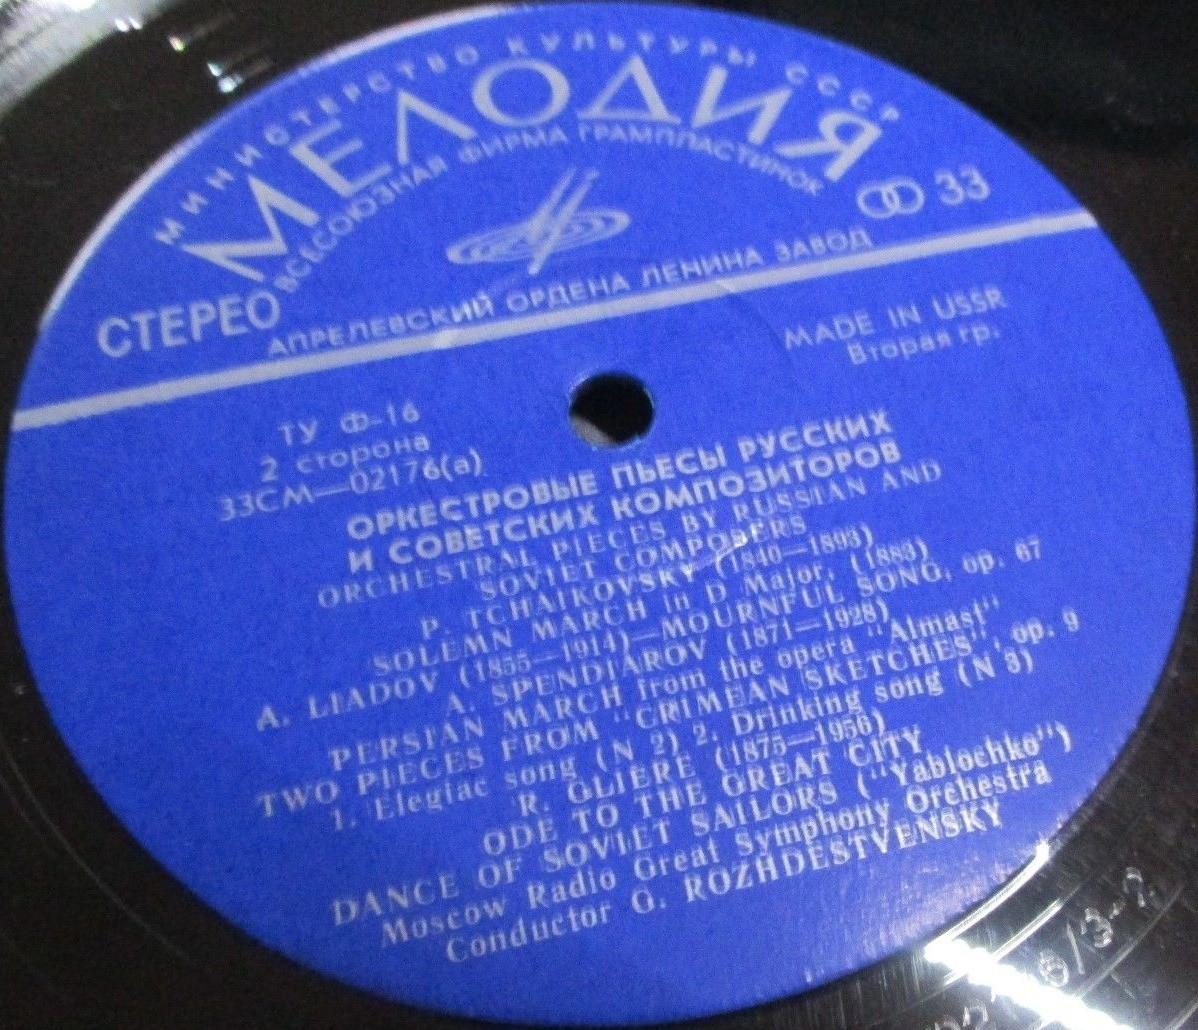 МИНИСТЕРСТВО КУЛЬТУРЫ СССР
МЕЛОДИЯ
ВСЕСОЮЗНАЯ ФИРМА ГРАМПЛАСТИНОК
СТЕРЕО
33
АПРЕЛЕВСКИЙ ОРДЕНА ЛЕНИНА ЗАВОД
MADE IN USSR
Вторая гр.
ТУ Ф-16
2 сторона
33СМ—02176(а)
ОРКЕСТРОВЫЕ ПЬЕСЫ РУССКИХ
И СОВЕТСКИХ КОМПОЗИТОРОВ
ORCHESTRAL PIECES BY RUSSIAN AND
SOVIET COMPOSERS
P. TCHAIKOVSKY (1840—1893)
SOLEMN MARCH in D Major, (1883)
A. LIADOV (1855—1914)—MOURNFUL SONG, op. 67
A. SPENDIAROV (1871—1928)
PERSIAN MARCH from the opera "Almast"
TWO PIECES FROM "CRIMEAN SKETCHES", op. 9
1. Elegiac song (N 2) 2. Drinking song (N 3)
R. GLIERE (1875—1956)
ODE TO THE GREAT CITY
DANCE OF SOVIET SAILORS ("Yablochko")
Moscow Radio Great Symphony Orchestra
Conductor G. ROZHDESTVENSKY